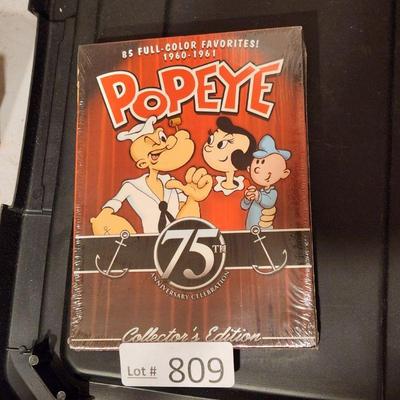 85 FULL-COLOR FAVORITES!
1960-1961
POPEYE
75TH
ANNIVERSARY CELEBRATION
Collector's Edition
Lot # 809